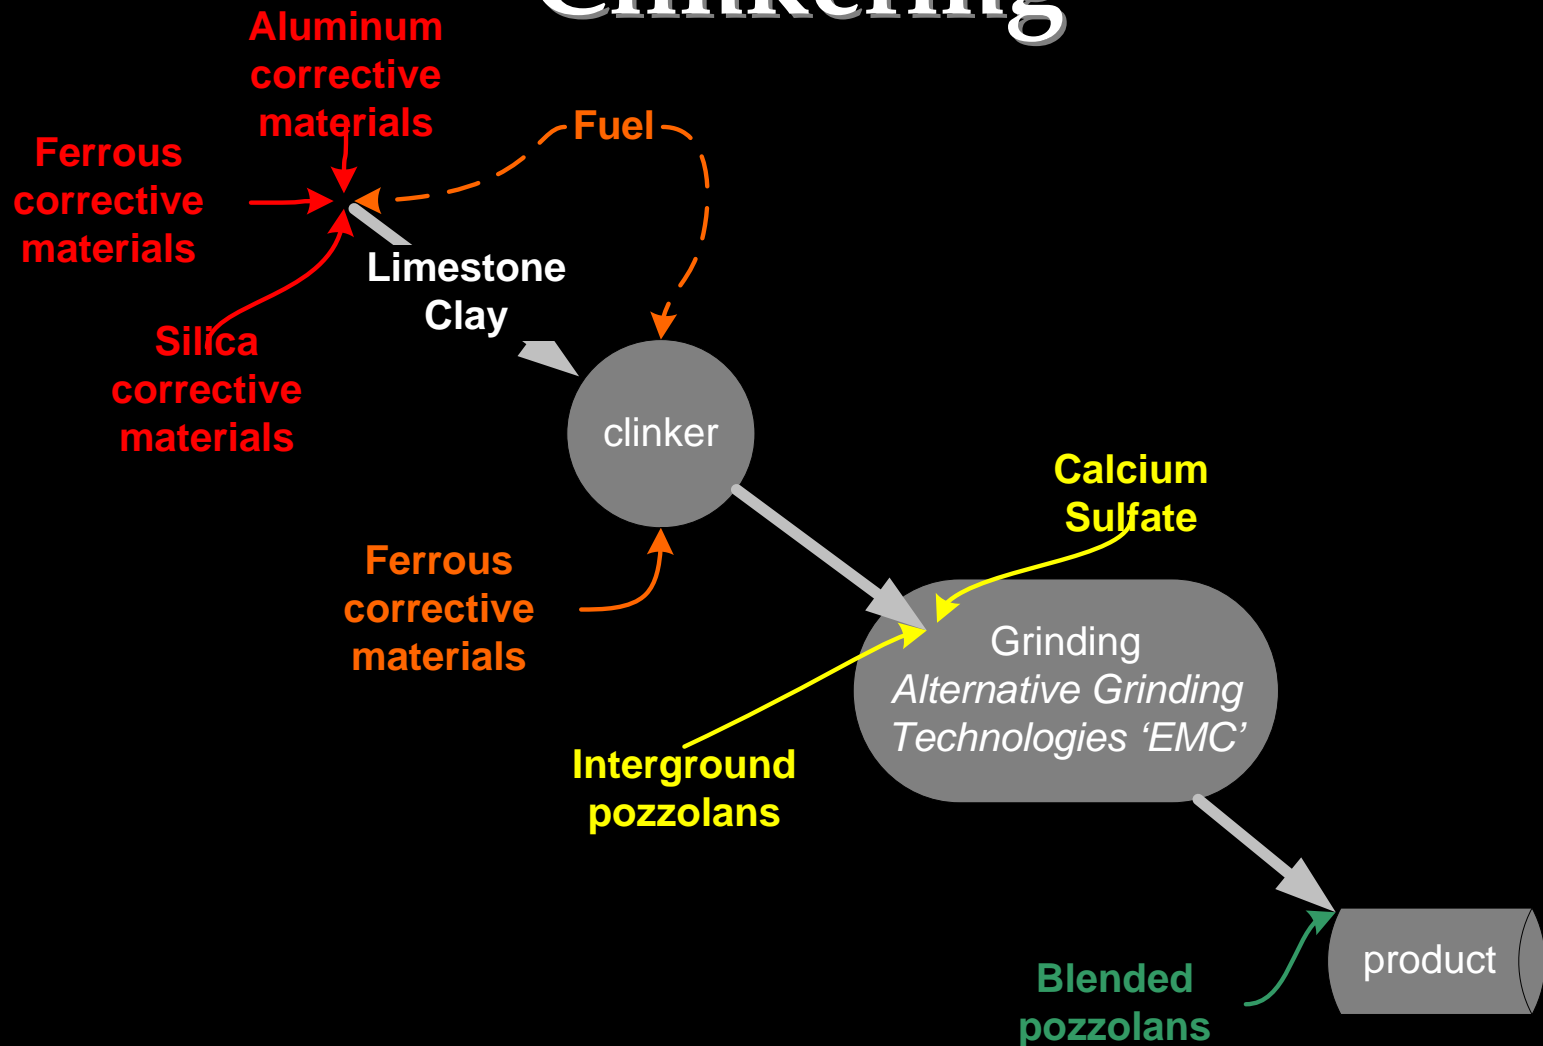 Clinkering
Aluminum
corrective
materials
Fuel
Ferrous
corrective
materials
Limestone
Clay
Silica
corrective
materials
clinker
Calcium
Sulfate
Ferrous
corrective
materials
Grinding
Alternative Grinding
Technologies ‘EMC’
Interground
pozzolans
product
Blended
pozzolans